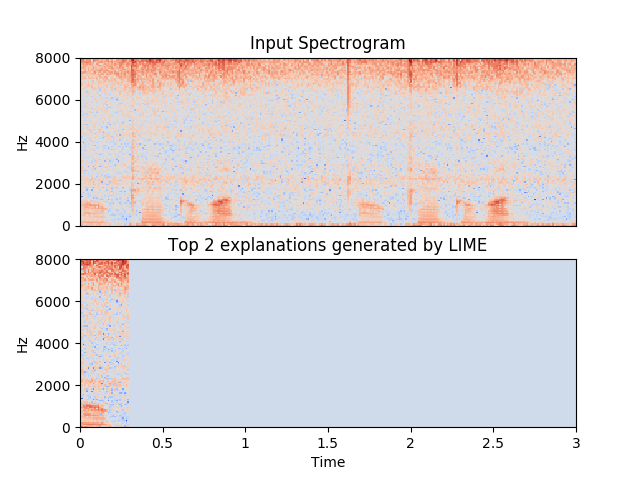 Input Spectrogram
8000
6000
Hz
4000
2000
0
Top 2 explanations generated by LIME
8000
6000
Hz
4000
2000
0
0 0.5 1 1.5 2 2.5 3
Time